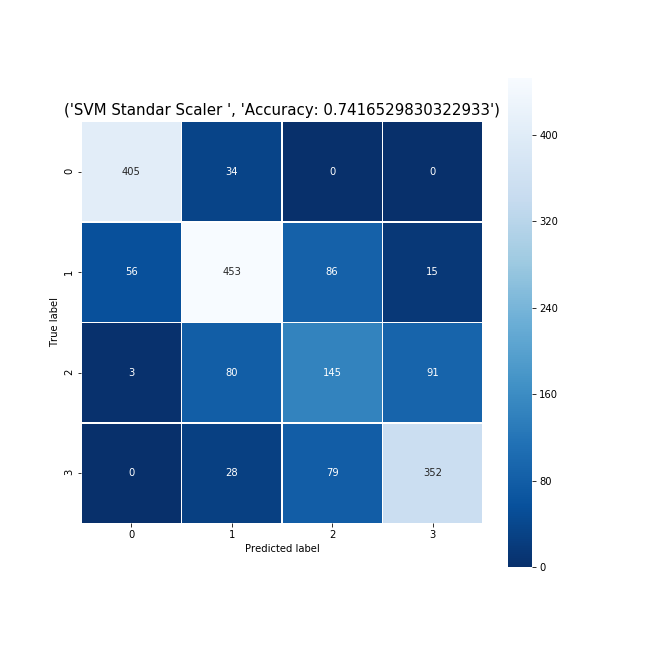 ('SVM Standar Scaler ', 'Accuracy: 0.7416529830322933')
400
0 405 34 0 0
320
1 56 453 86 15
240
True label
2 3 80 145 91
160
3 0 28 79 352
80
0 1 2 3
Predicted label
0